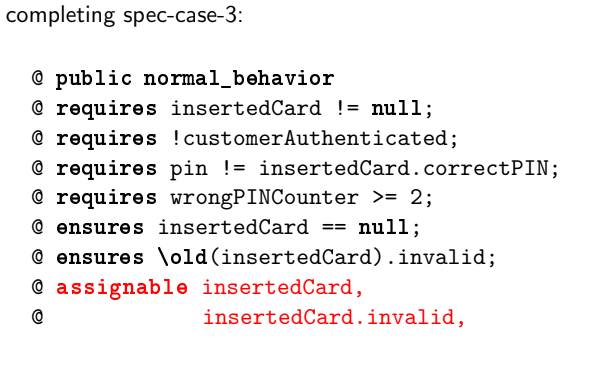 completing spec-case-3:
@ public normal_behavior
@ requires insertedCard != null;
@ requires !customerAuthenticated;
@ requires pin != insertedCard.correctPIN;
@ requires wrongPINCounter >= 2;
@ ensures insertedCard == null;
@ ensures \old(insertedCard).invalid;
@ assignable insertedCard,
@ insertedCard.invalid,